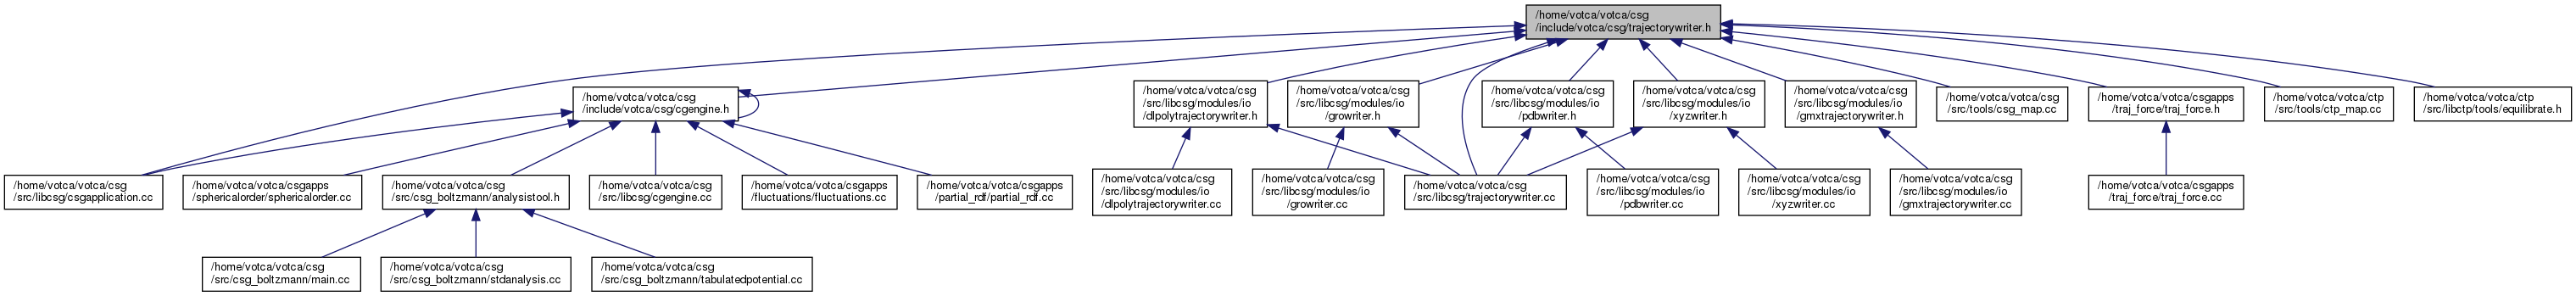 /home/votca/votca/csg
/include/votca/csg/trajectorywriter.h
/home/votca/votca/csg
/include/votca/csg/cgengine.h
/home/votca/votca/csg
/src/libcsg/modules/io
/dlpolytrajectorywriter.h
/home/votca/votca/csg
/src/libcsg/modules/io
/growriter.h
/home/votca/votca/csg
/src/libcsg/modules/io
/pdbwriter.h
/home/votca/votca/csg
/src/libcsg/modules/io
/xyzwriter.h
/home/votca/votca/csg
/src/libcsg/modules/io
/gmxtrajectorywriter.h
/home/votca/votca/csg
/src/tools/csg_map.cc
/home/votca/votca/csgapps
/traj_force/traj_force.h
/home/votca/votca/ctp
/src/tools/ctp_map.cc
/home/votca/votca/ctp
/src/libctp/tools/equilibrate.h
/home/votca/votca/csg
/src/libcsg/csgapplication.cc
/home/votca/votca/csgapps
/sphericalorder/sphericalorder.cc
/home/votca/votca/csg
/src/csg_boltzmann/analysistool.h
/home/votca/votca/csg
/src/libcsg/cgengine.cc
/home/votca/votca/csgapps
/fluctuations/fluctuations.cc
/home/votca/votca/csgapps
/partial_rdf/partial_rdf.cc
/home/votca/votca/csg
/src/libcsg/modules/io
/dlpolytrajectorywriter.cc
/home/votca/votca/csg
/src/libcsg/modules/io
/growriter.cc
/home/votca/votca/csg
/src/libcsg/trajectorywriter.cc
/home/votca/votca/csg
/src/libcsg/modules/io
/pdbwriter.cc
/home/votca/votca/csg
/src/libcsg/modules/io
/xyzwriter.cc
/home/votca/votca/csg
/src/libcsg/modules/io
/gmxtrajectorywriter.cc
/home/votca/votca/csgapps
/traj_force/traj_force.cc
/home/votca/votca/csg
/src/csg_boltzmann/main.cc
/home/votca/votca/csg
/src/csg_boltzmann/stdanalysis.cc
/home/votca/votca/csg
/src/csg_boltzmann/tabulatedpotential.cc